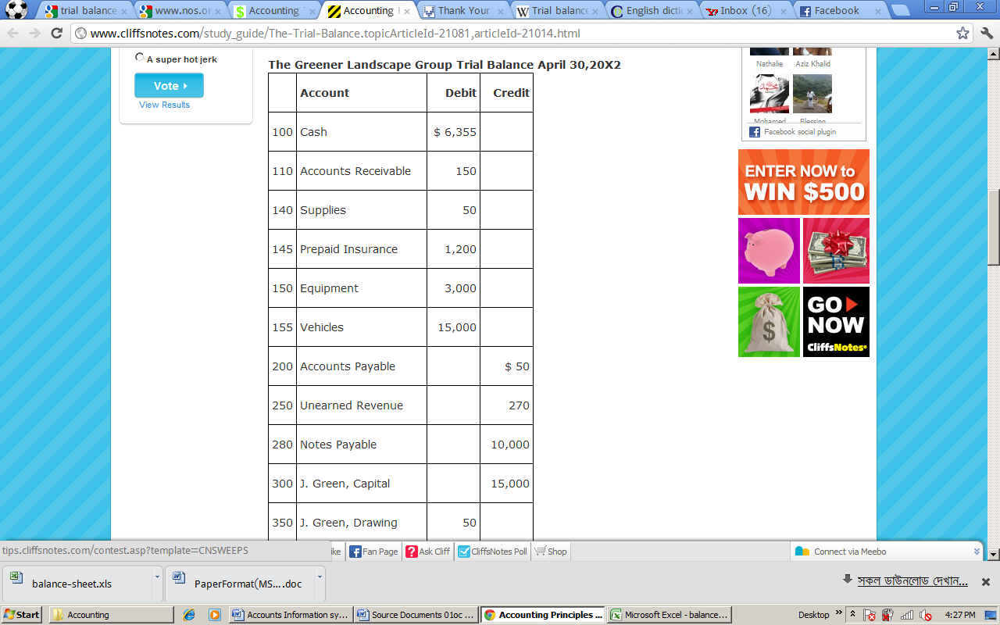 trial balance
www.nos.or
Accounting
Accounting
Thank Your
Trial balance
English dictio
Inbox (16)
Facebook
www.cliffsnotes.com/study_guide/The-Trial-Balance.topicArticleId-21081,articleId-21014.html
A super hot jerk
Vote
View Results
The Greener Landscape Group Trial Balance April 30,20X2
Account Debit Credit
100 Cash $ 6,355
110 Accounts Receivable 150
140 Supplies 50
145 Prepaid Insurance 1,200
150 Equipment 3,000
155 Vehicles 15,000
200 Accounts Payable $ 50
250 Unearned Revenue 270
280 Notes Payable 10,000
300 J. Green, Capital 15,000
350 J. Green, Drawing 50
Nathalie Aziz Khalid
Mohamed Blessing
Facebook social plugin
ENTER NOW to
WIN $500
$
GO
NOW
CliffsNotes
tips.cliffsnotes.com/contest.asp?template=CNSWEEPS
ike Fan Page Ask Cliff CliffsNotes Poll Shop Connect via Meebo
balance-sheet.xls PaperFormat(MS....doc সকল ডাউনলোড দেখান...
Start Accounting Accounts Information sy... Source Documents 01oc ... Accounting Principles ... Microsoft Excel - balance... Desktop 4:27 PM